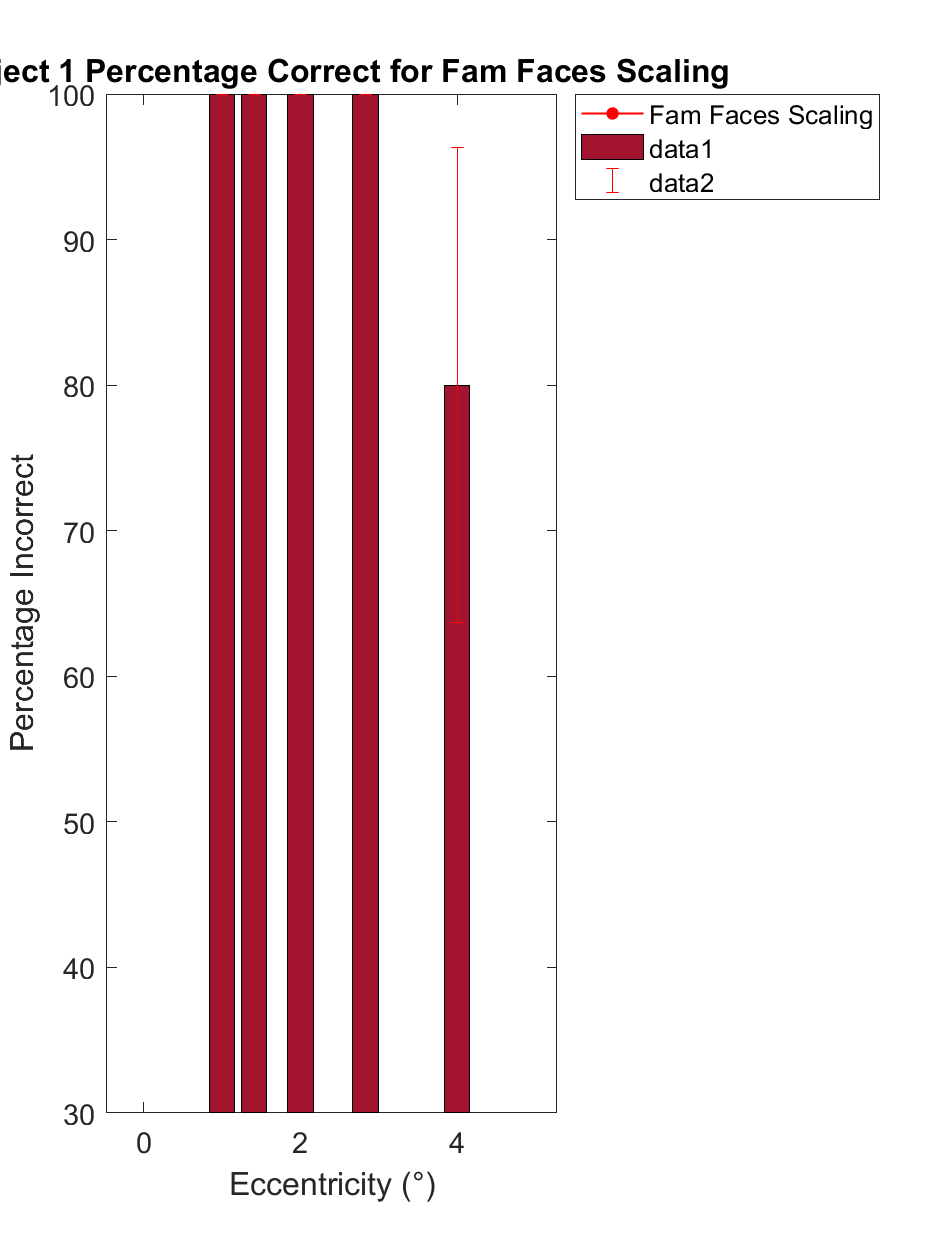 ject 1 Percentage Correct for Fam Faces Scaling
Fam Faces Scaling
data1
data2
100
90
80
70
60
50
40
30
Percentage Incorrect
0 2 4
Eccentricity (°)